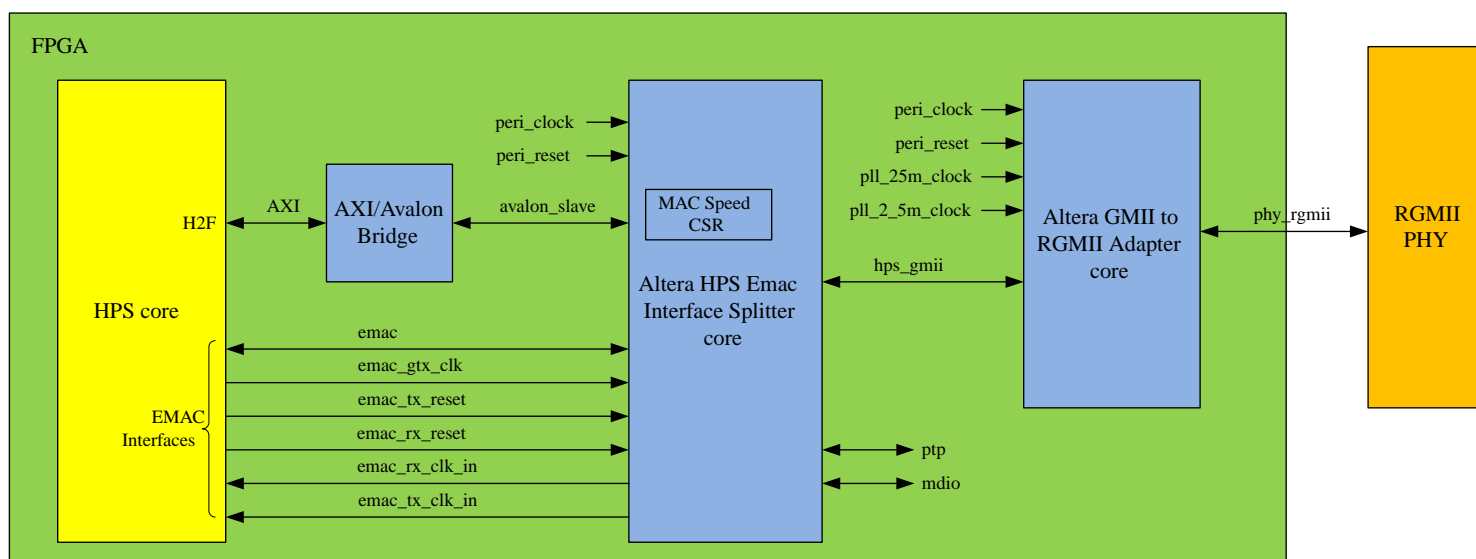 FPGA
HPS core
H2F
EMAC
Interfaces
AXI
AXI/Avalon
Bridge
avalon_slave
peri_clock
peri_reset
MAC Speed
CSR
Altera HPS Emac
Interface Splitter
core
emac
emac_gtx_clk
emac_tx_reset
emac_rx_reset
emac_rx_clk_in
emac_tx_clk_in
hps_gmii
ptp
mdio
peri_clock
peri_reset
pll_25m_clock
pll_2_5m_clock
Altera GMII to
RGMII Adapter
core
phy_rgmii
RGMII
PHY